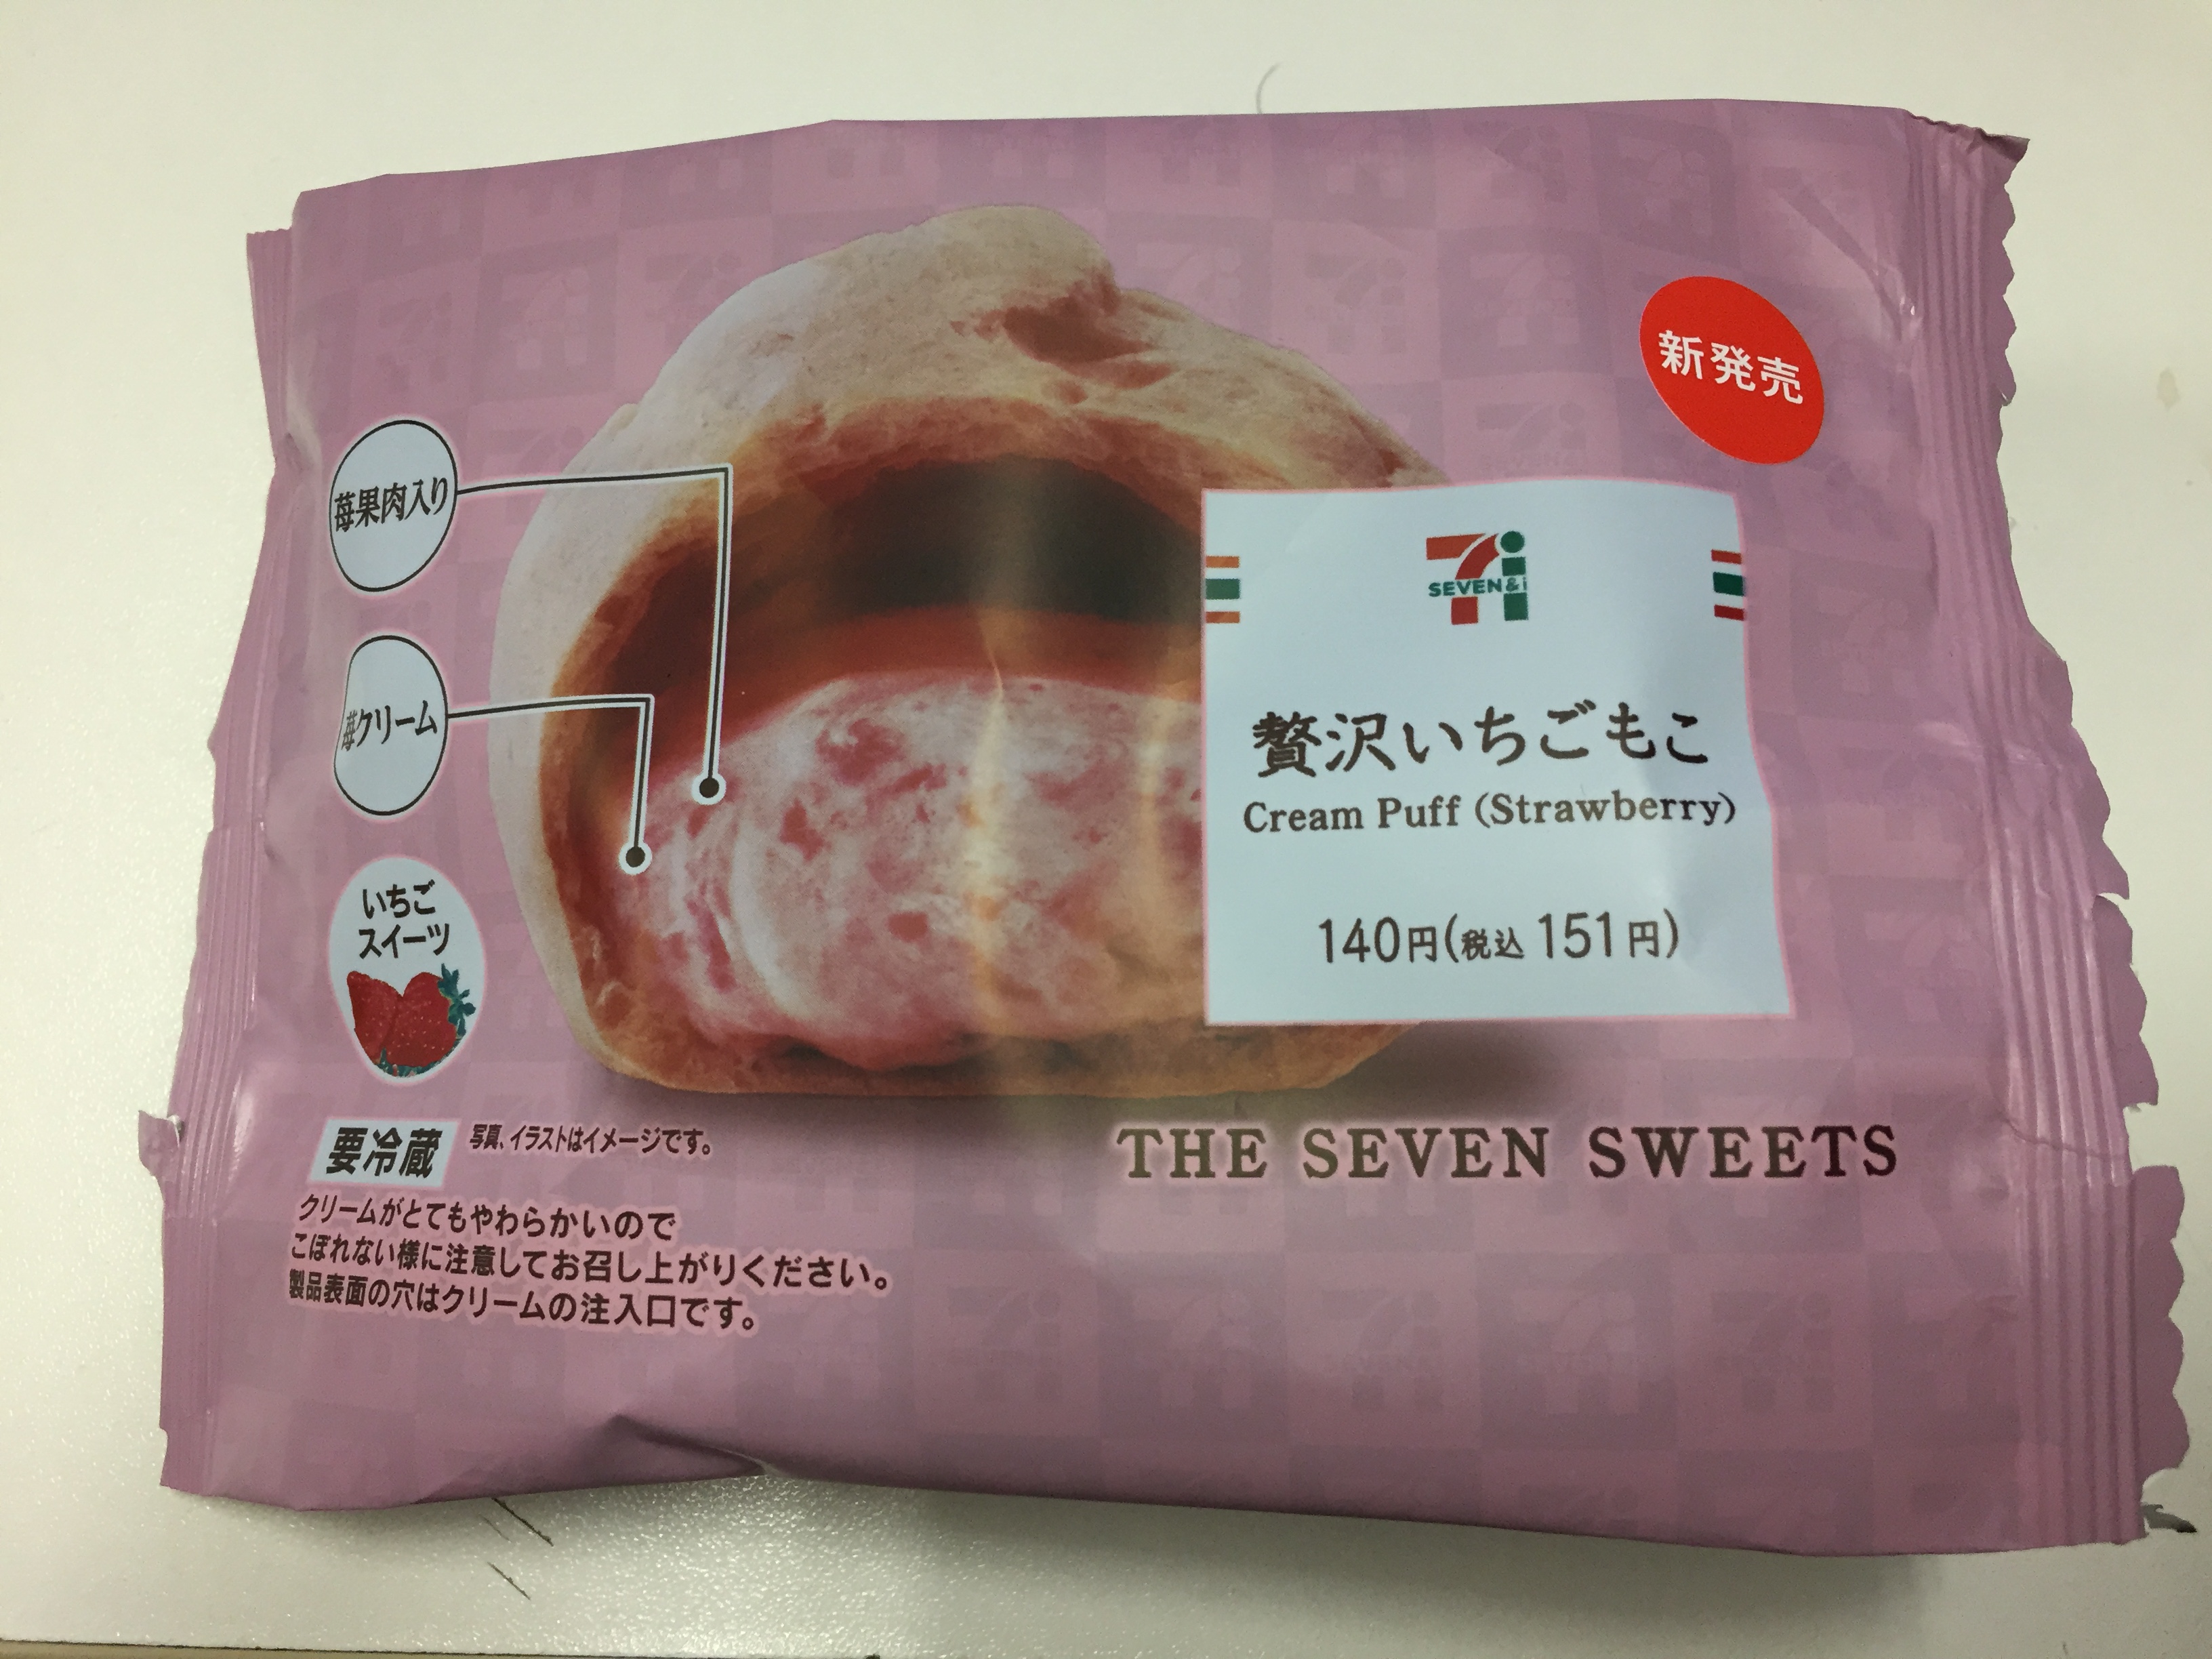 新発売
苺果肉入り
苺クリーム
いちご
スイーツ
SEVEN&i
贅沢いちごもこ
Cream Puff (Strawberry)
140円(税込 151円)
THE SEVEN SWEETS
要冷蔵
写真、イラストはイメージです。
クリームがとてもやわらかいので
こぼれない様に注意してお召し上がりください。
製品表面の穴はクリームの注入口です。